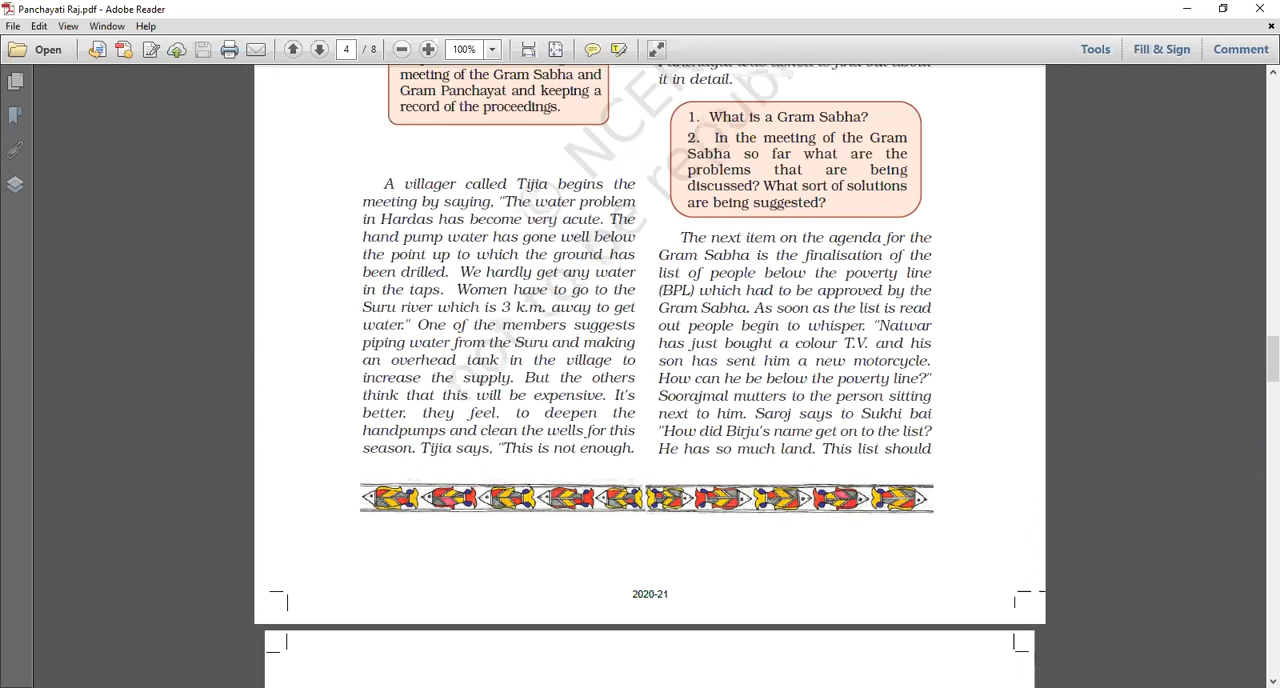 Panchayati Raj.pdf - Adobe Reader
File Edit View Window Help
Open 4 / 8 100% Tools Fill & Sign Comment
meeting of the Gram Sabha and
Gram Panchayat and keeping a
record of the proceedings.
A villager called Tijia begins the
meeting by saying, "The water problem
in Hardas has become very acute. The
hand pump water has gone well below
the point up to which the ground has
been drilled. We hardly get any water
in the taps. Women have to go to the
Suru river which is 3 k.m. away to get
water." One of the members suggests
piping water from the Suru and making
an overhead tank in the village to
increase the supply. But the others
think that this will be expensive. It's
better, they feel, to deepen the
handpumps and clean the wells for this
season. Tijia says, "This is not enough.
Panchayat was asked to find out about
it in detail.
1. What is a Gram Sabha?
2. In the meeting of the Gram
Sabha so far what are the
problems that are being
discussed? What sort of solutions
are being suggested?
The next item on the agenda for the
Gram Sabha is the finalisation of the
list of people below the poverty line
(BPL) which had to be approved by the
Gram Sabha. As soon as the list is read
out people begin to whisper. "Natwar
has just bought a colour T.V. and his
son has sent him a new motorcycle.
How can he be below the poverty line?"
Soorajmal mutters to the person sitting
next to him. Saroj says to Sukhi bai
"How did Birju's name get on to the list?
He has so much land. This list should
© NCE
not to be republ
2020-21